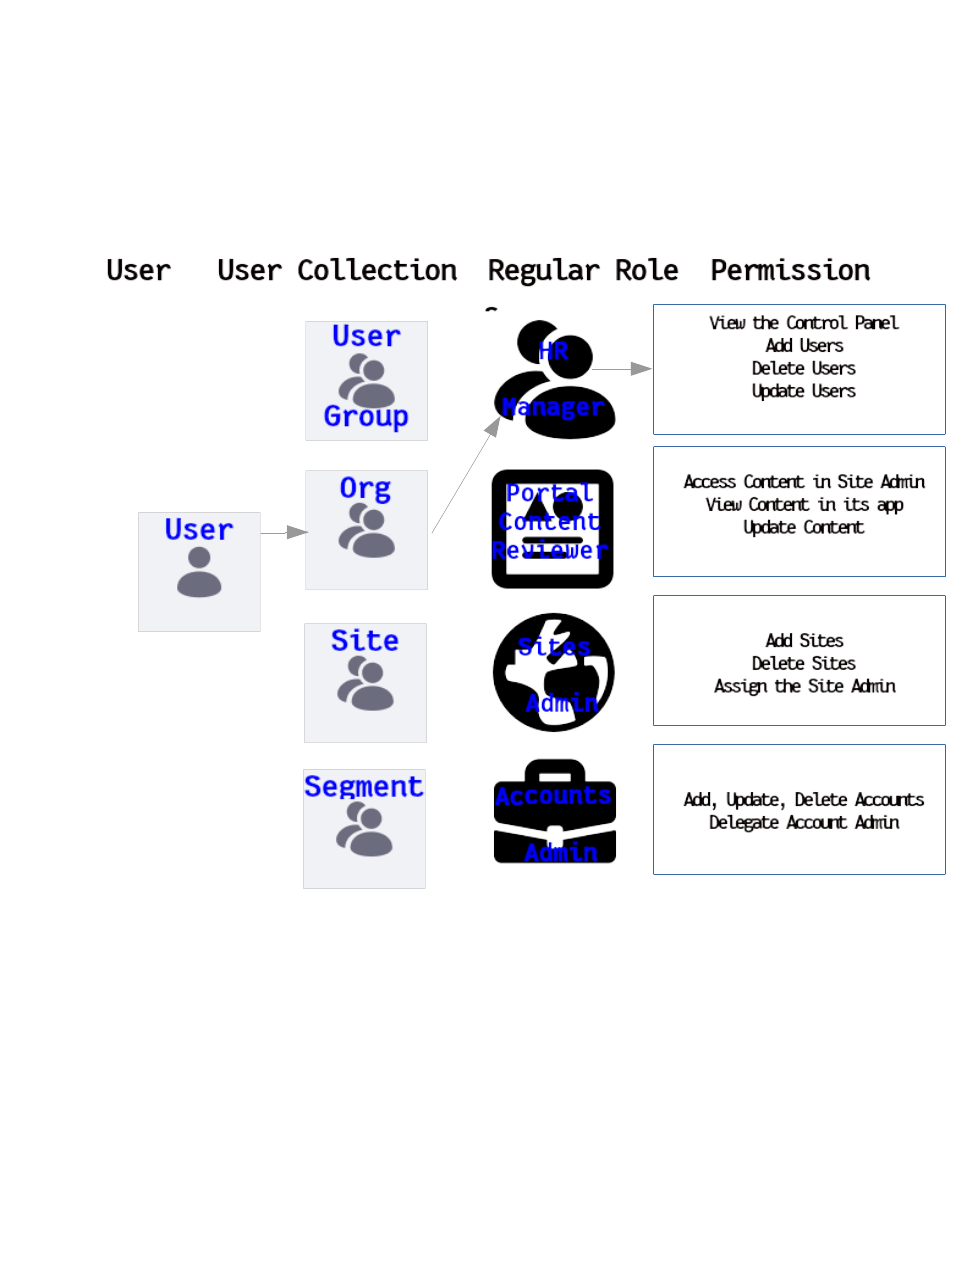 User User Collection Regular Role Permission
User
Group
HR
Manager
View the Control Panel
Add Users
Delete Users
Update Users
User
Org
Portal
Content
Reviewer
Access Content in Site Admin
View Content in its app
Update Content
Site
Sites
Admin
Add Sites
Delete Sites
Assign the Site Admin
Segment
Accounts
Admin
Add, Update, Delete Accounts
Delegate Account Admin